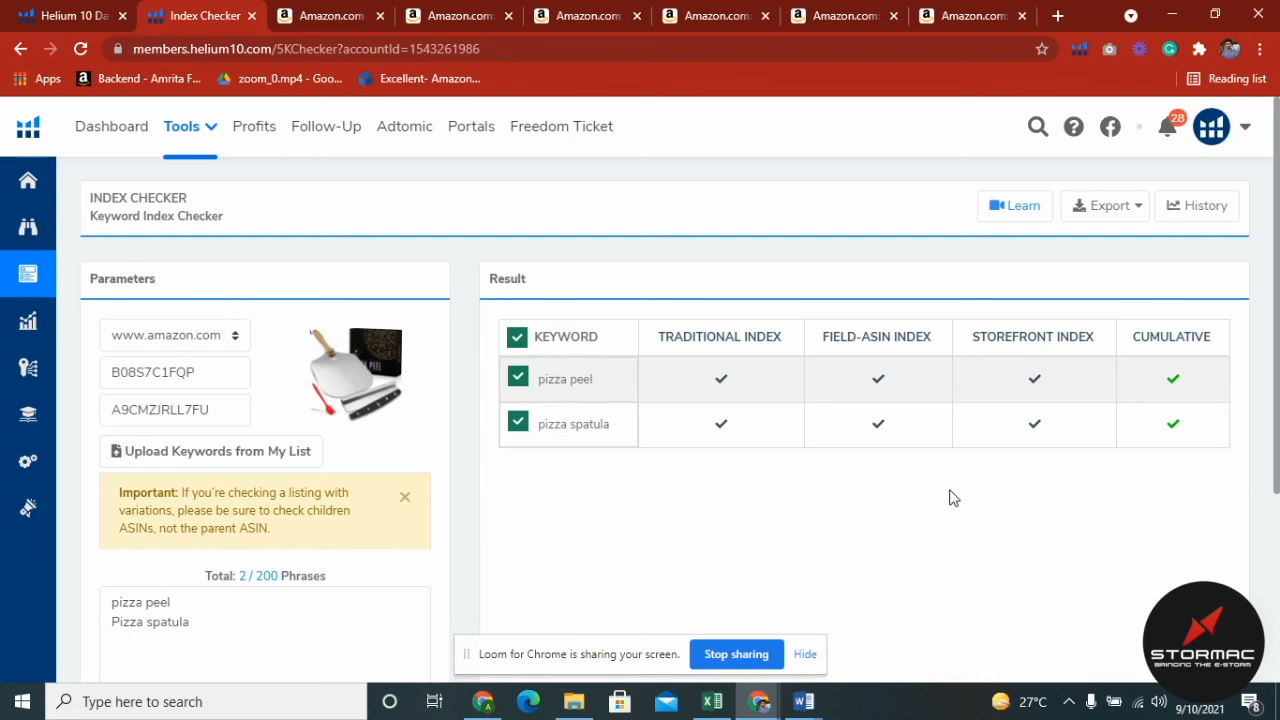 Helium 10 Da
Index Checker
Amazon.com
Amazon.com
Amazon.com
Amazon.com
Amazon.com
Amazon.com
members.helium10.com/5KChecker?accountId=1543261986
Apps
Backend - Amrita F...
zoom_0.mp4 - Goo...
Excellent- Amazon...
Reading list
Dashboard
Tools
Profits
Follow-Up
Adtomic
Portals
Freedom Ticket
28
INDEX CHECKER
Keyword Index Checker
Learn
Export
History
Parameters
www.amazon.com
B08S7C1FQP
A9CMZJRLL7FU
Upload Keywords from My List
Important: If you're checking a listing with
variations, please be sure to check children
ASINs, not the parent ASIN.
Total: 2 / 200 Phrases
pizza peel
Pizza spatula
Result
KEYWORD TRADITIONAL INDEX FIELD-ASIN INDEX STOREFRONT INDEX CUMULATIVE
pizza peel
pizza spatula
Loom for Chrome is sharing your screen.
Stop sharing
Hide
STORMAC
BRINGING THE E-STORM
Type here to search
27°C
9/10/2021
8